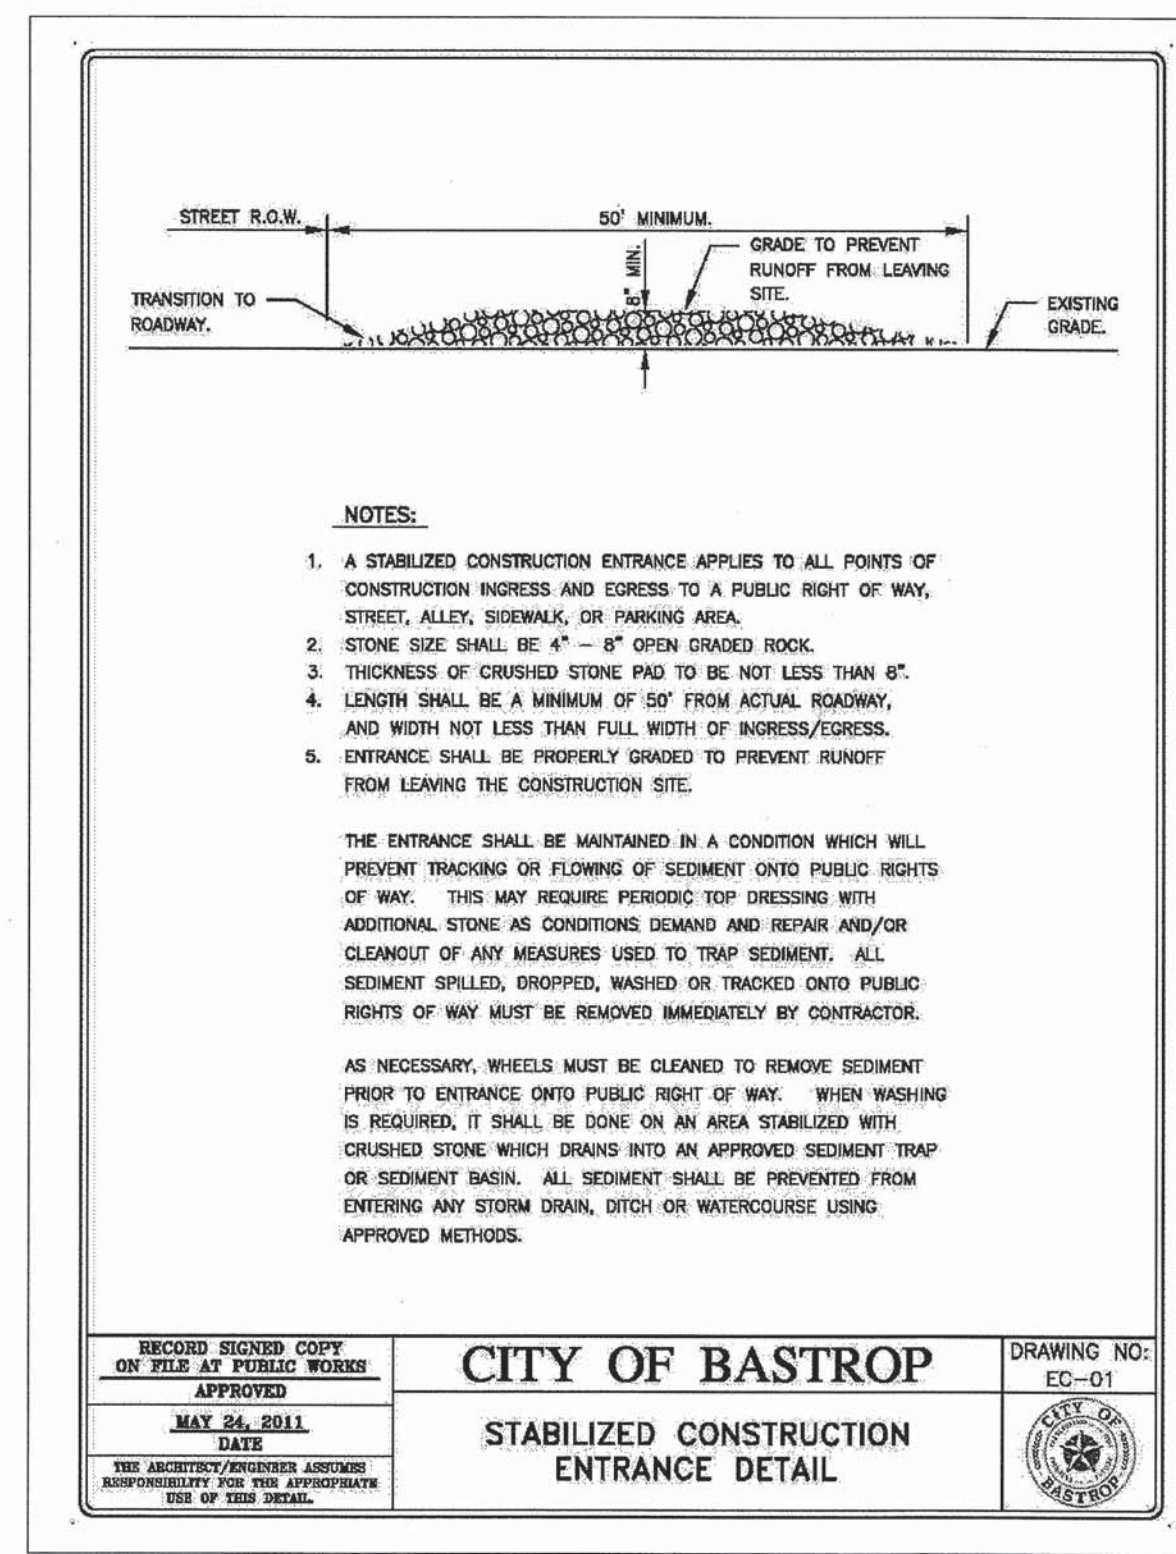 STREET R.O.W.
50' MINIMUM.
8" MIN.
GRADE TO PREVENT
RUNOFF FROM LEAVING
SITE.
TRANSITION TO
ROADWAY.
EXISTING
GRADE.
NOTES:
1. A STABILIZED CONSTRUCTION ENTRANCE APPLIES TO ALL POINTS OF
CONSTRUCTION INGRESS AND EGRESS TO A PUBLIC RIGHT OF WAY,
STREET, ALLEY, SIDEWALK, OR PARKING AREA.
2. STONE SIZE SHALL BE 4" – 8" OPEN GRADED ROCK.
3. THICKNESS OF CRUSHED STONE PAD TO BE NOT LESS THAN 8".
4. LENGTH SHALL BE A MINIMUM OF 50' FROM ACTUAL ROADWAY,
AND WIDTH NOT LESS THAN FULL WIDTH OF INGRESS/EGRESS.
5. ENTRANCE SHALL BE PROPERLY GRADED TO PREVENT RUNOFF
FROM LEAVING THE CONSTRUCTION SITE.
THE ENTRANCE SHALL BE MAINTAINED IN A CONDITION WHICH WILL
PREVENT TRACKING OR FLOWING OF SEDIMENT ONTO PUBLIC RIGHTS
OF WAY. THIS MAY REQUIRE PERIODIC TOP DRESSING WITH
ADDITIONAL STONE AS CONDITIONS DEMAND AND REPAIR AND/OR
CLEANOUT OF ANY MEASURES USED TO TRAP SEDIMENT. ALL
SEDIMENT SPILLED, DROPPED, WASHED OR TRACKED ONTO PUBLIC
RIGHTS OF WAY MUST BE REMOVED IMMEDIATELY BY CONTRACTOR.
AS NECESSARY, WHEELS MUST BE CLEANED TO REMOVE SEDIMENT
PRIOR TO ENTRANCE ONTO PUBLIC RIGHT OF WAY. WHEN WASHING
IS REQUIRED, IT SHALL BE DONE ON AN AREA STABILIZED WITH
CRUSHED STONE WHICH DRAINS INTO AN APPROVED SEDIMENT TRAP
OR SEDIMENT BASIN. ALL SEDIMENT SHALL BE PREVENTED FROM
ENTERING ANY STORM DRAIN, DITCH OR WATERCOURSE USING
APPROVED METHODS.
RECORD SIGNED COPY
ON FILE AT PUBLIC WORKS
APPROVED
MAY 24, 2011
DATE
THE ARCHITECT/ENGINEER ASSUMES
RESPONSIBILITY FOR THE APPROPRIATE
USE OF THIS DETAIL.
CITY OF BASTROP
STABILIZED CONSTRUCTION
ENTRANCE DETAIL
DRAWING NO:
EC-01
CITY OF
BASTROP